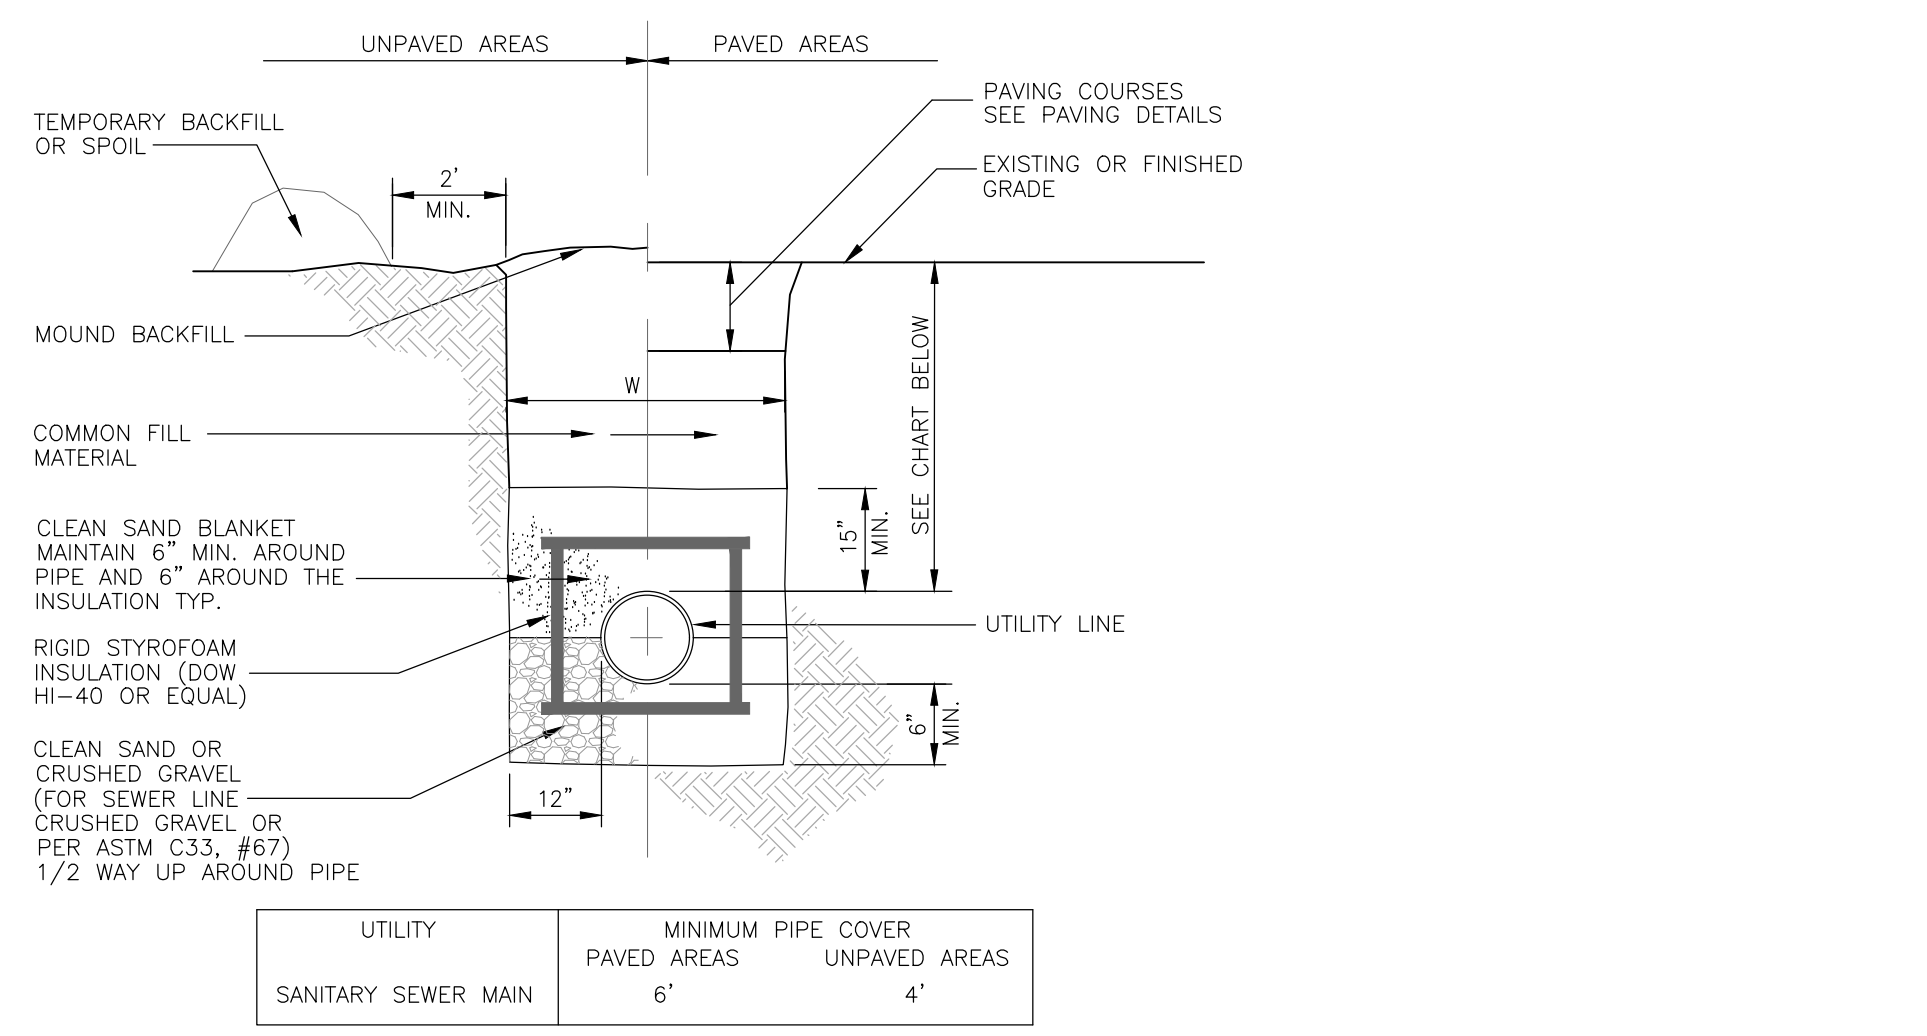 UNPAVED AREAS
PAVED AREAS
PAVING COURSES
SEE PAVING DETAILS
TEMPORARY BACKFILL
OR SPOIL
EXISTING OR FINISHED
GRADE
2'
MIN.
MOUND BACKFILL
W
SEE CHART BELOW
COMMON FILL
MATERIAL
15"
MIN.
CLEAN SAND BLANKET
MAINTAIN 6" MIN. AROUND
PIPE AND 6" AROUND THE
INSULATION TYP.
UTILITY LINE
RIGID STYROFOAM
INSULATION (DOW
HI-40 OR EQUAL)
6"
MIN.
CLEAN SAND OR
CRUSHED GRAVEL
(FOR SEWER LINE
CRUSHED GRAVEL OR
PER ASTM C33, #67)
1/2 WAY UP AROUND PIPE
12"
UTILITY
MINIMUM PIPE COVER
PAVED AREAS
UNPAVED AREAS
SANITARY SEWER MAIN
6'
4'